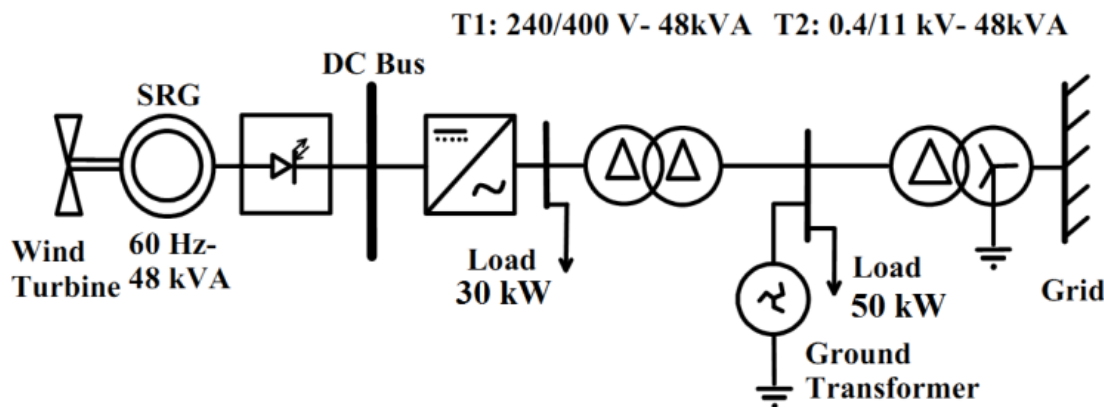 T1: 240/400 V- 48kVA T2: 0.4/11 kV- 48kVA
DC Bus
SRG
Wind
Turbine
60 Hz-
48 kVA
Load
30 kW
Load
50 kW
Ground
Transformer
Grid